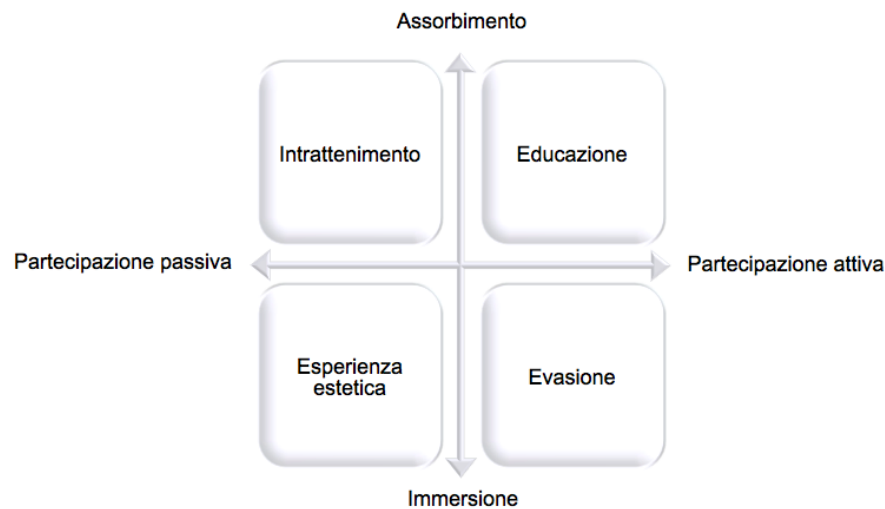 Assorbimento
Intrattenimento
Educazione
Partecipazione passiva
Partecipazione attiva
Esperienza
estetica
Evasione
Immersione